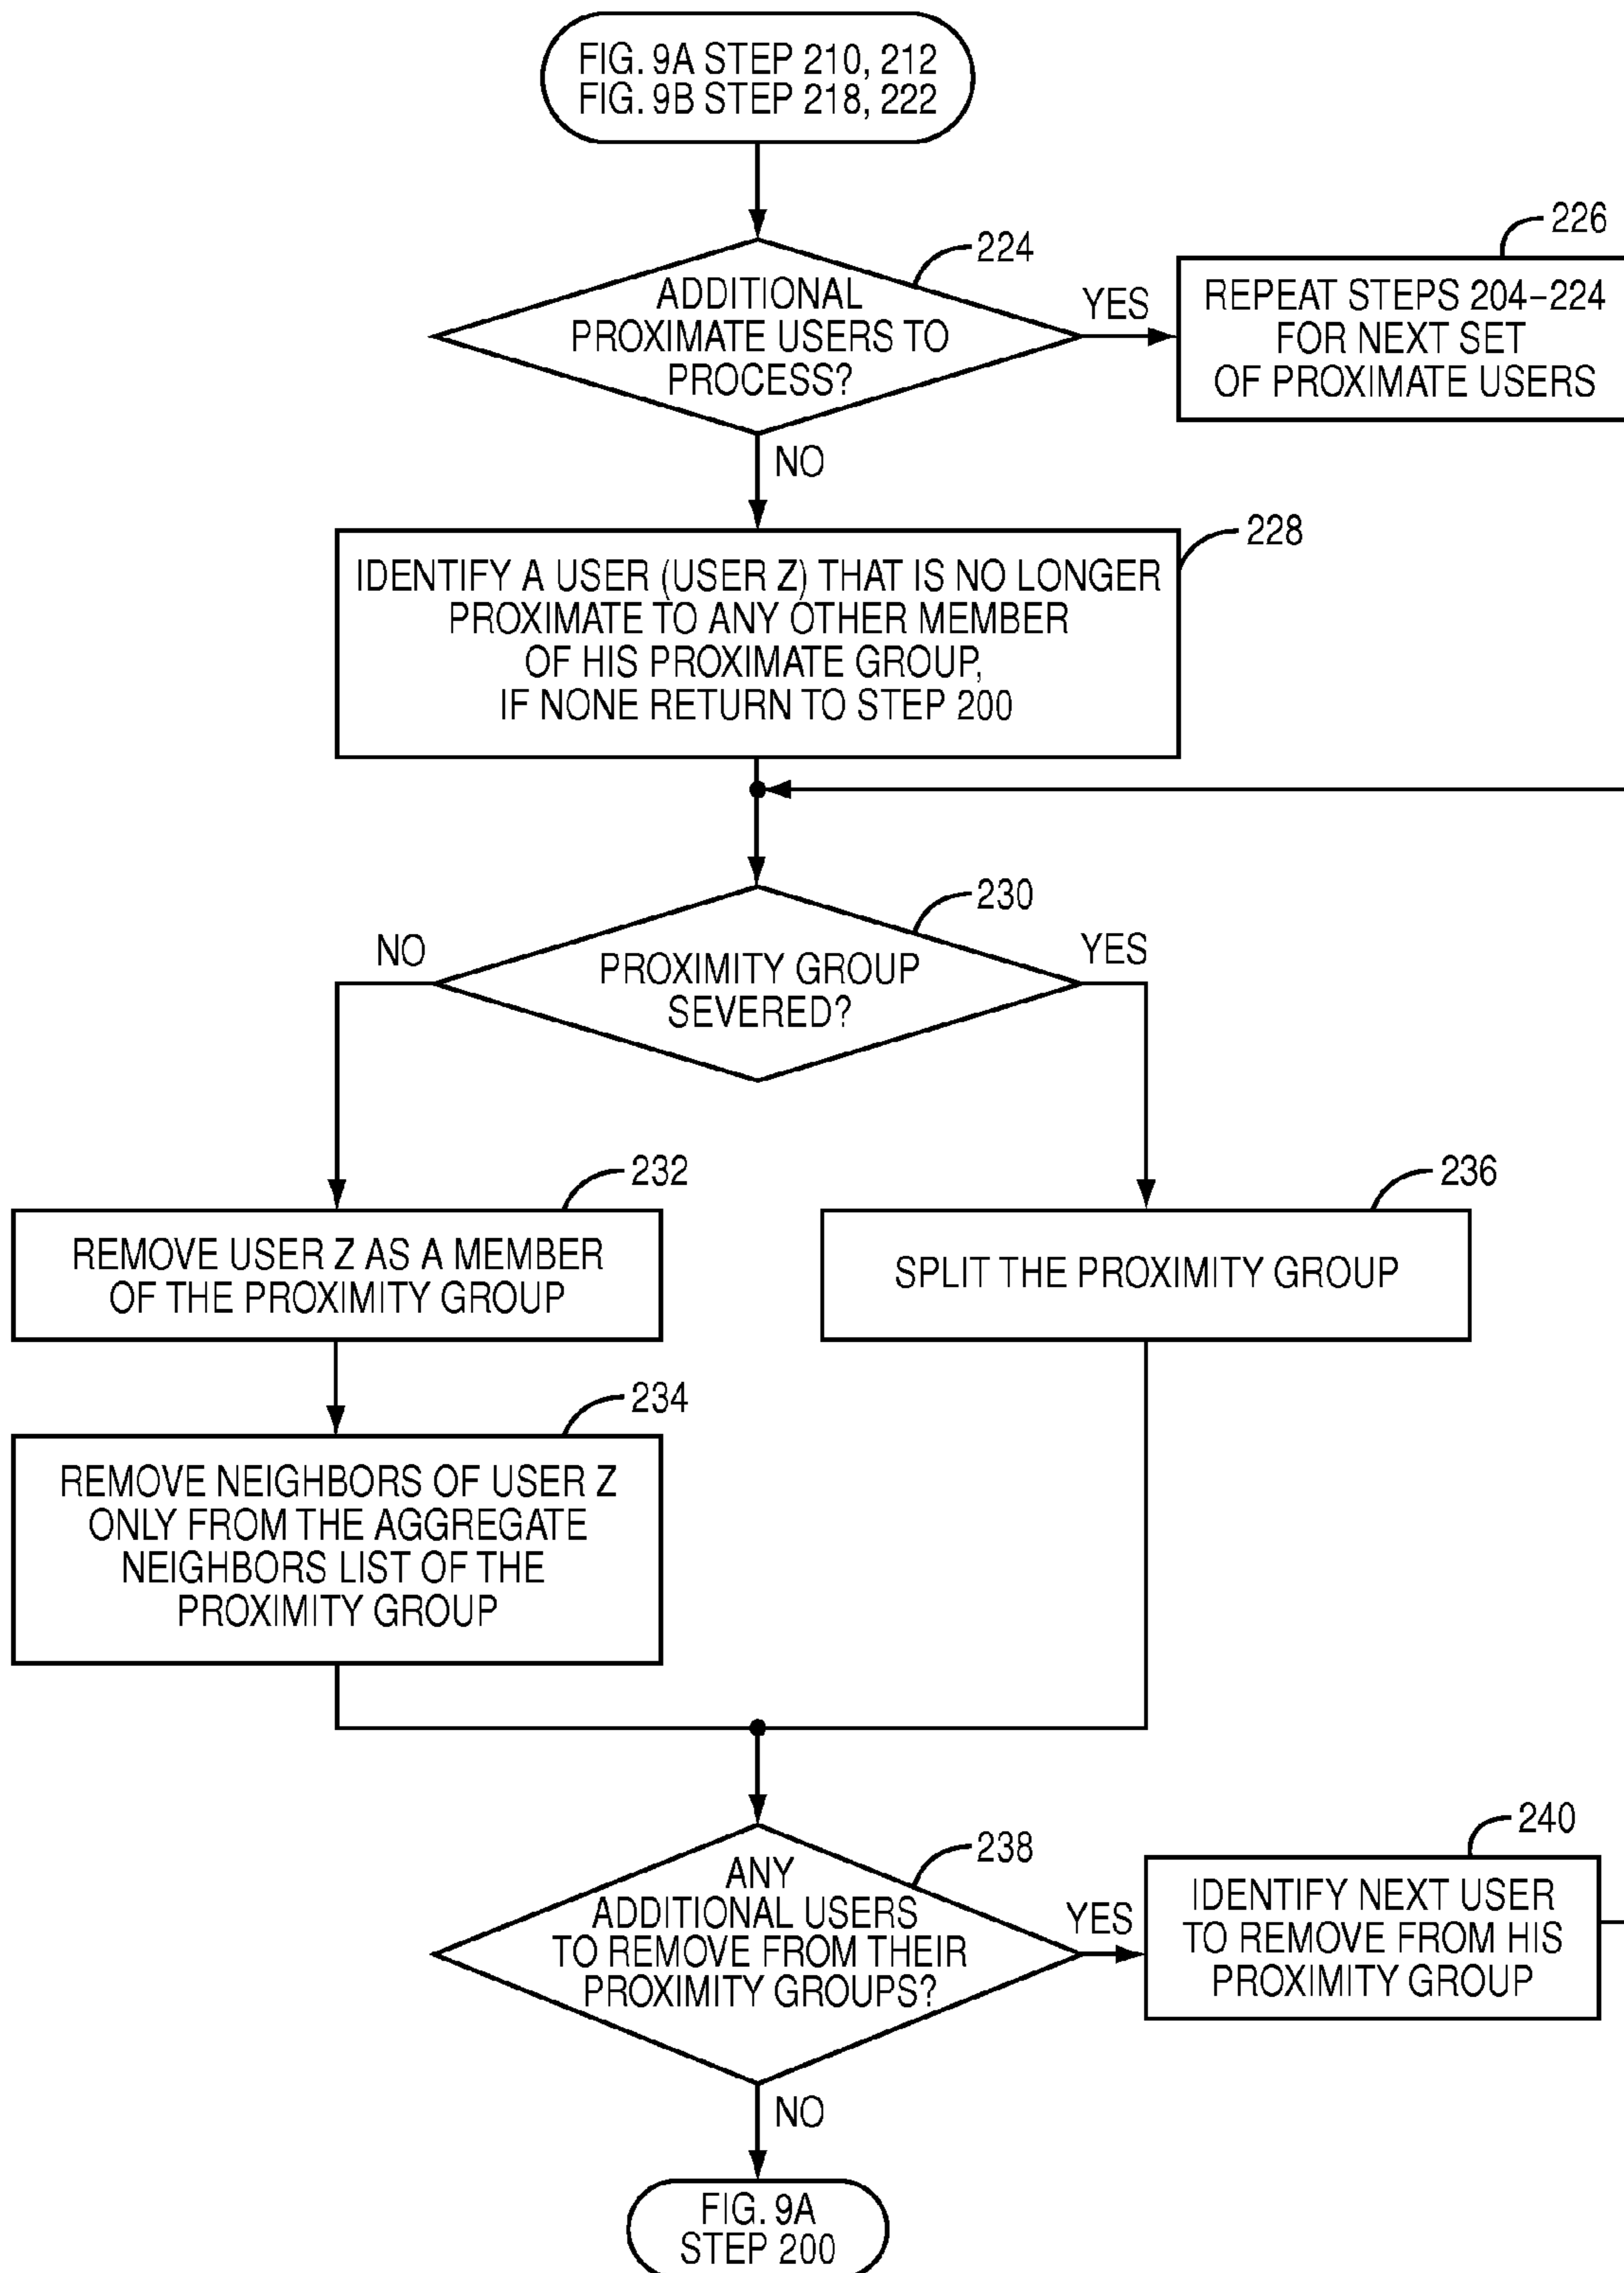 FIG. 9A STEP 210, 212
FIG. 9B STEP 218, 222
224
ADDITIONAL
PROXIMATE USERS TO
PROCESS?
YES
226
REPEAT STEPS 204–224
FOR NEXT SET
OF PROXIMATE USERS
NO
228
IDENTIFY A USER (USER Z) THAT IS NO LONGER
PROXIMATE TO ANY OTHER MEMBER
OF HIS PROXIMATE GROUP,
IF NONE RETURN TO STEP 200
230
NO
PROXIMITY GROUP
SEVERED?
YES
232
REMOVE USER Z AS A MEMBER
OF THE PROXIMITY GROUP
236
SPLIT THE PROXIMITY GROUP
234
REMOVE NEIGHBORS OF USER Z
ONLY FROM THE AGGREGATE
NEIGHBORS LIST OF THE
PROXIMITY GROUP
238
ANY
ADDITIONAL USERS
TO REMOVE FROM THEIR
PROXIMITY GROUPS?
YES
240
IDENTIFY NEXT USER
TO REMOVE FROM HIS
PROXIMITY GROUP
NO
FIG. 9A
STEP 200